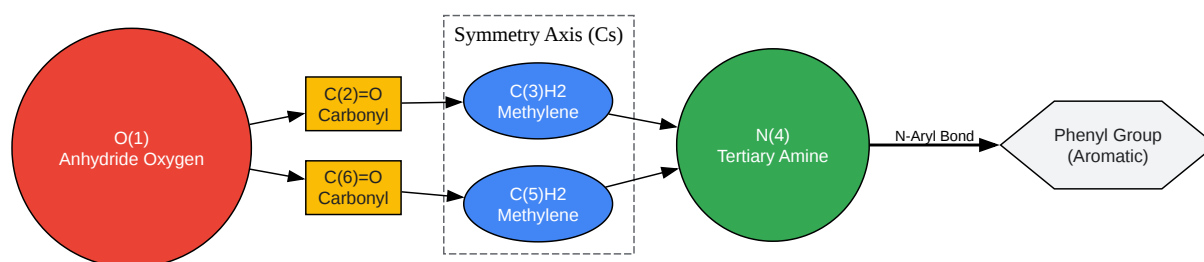 Symmetry Axis (Cs)
O(1)
Anhydride Oxygen
C(2)=O
Carbonyl
C(6)=O
Carbonyl
C(3)H2
Methylene
C(5)H2
Methylene
N(4)
Tertiary Amine
N-Aryl Bond
Phenyl Group
(Aromatic)